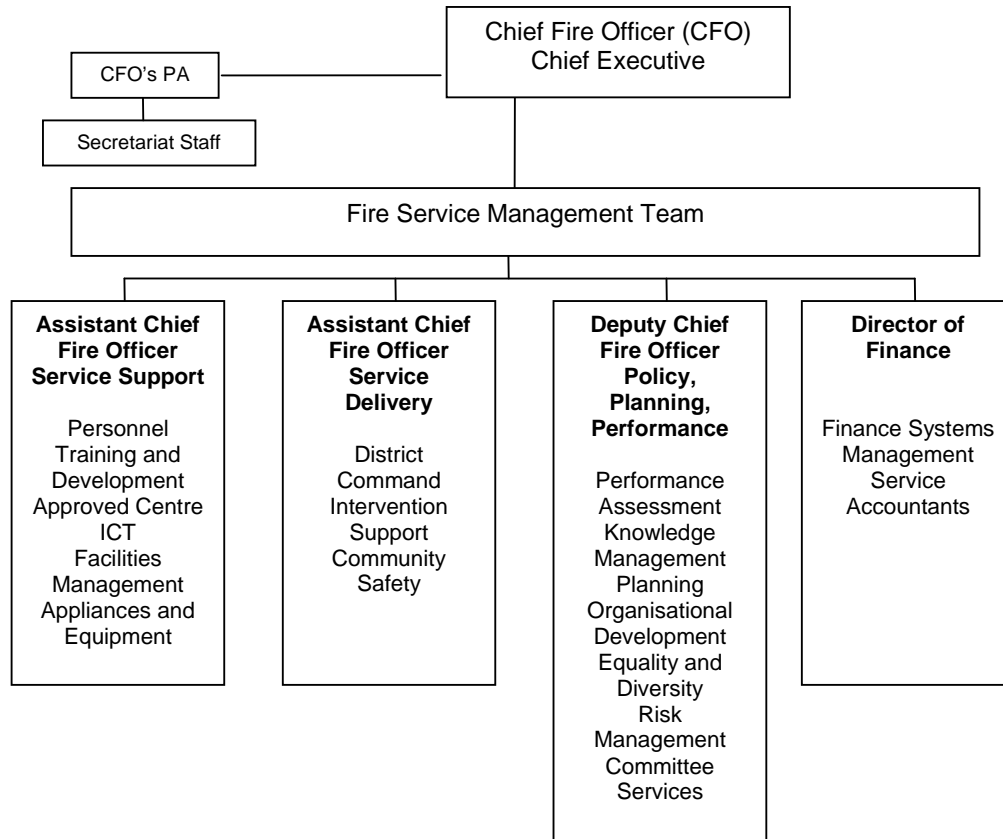 Chief Fire Officer (CFO)
Chief Executive
CFO's PA
Secretariat Staff
Fire Service Management Team
Assistant Chief
Fire Officer
Service Support
Personnel
Training and
Development
Approved Centre
ICT
Facilities
Management
Appliances and
Equipment
Assistant Chief
Fire Officer
Service
Delivery
District
Command
Intervention
Support
Community
Safety
Deputy Chief
Fire Officer
Policy,
Planning,
Performance
Performance
Assessment
Knowledge
Management
Planning
Organisational
Development
Equality and
Diversity
Risk
Management
Committee
Services
Director of
Finance
Finance Systems
Management
Service
Accountants